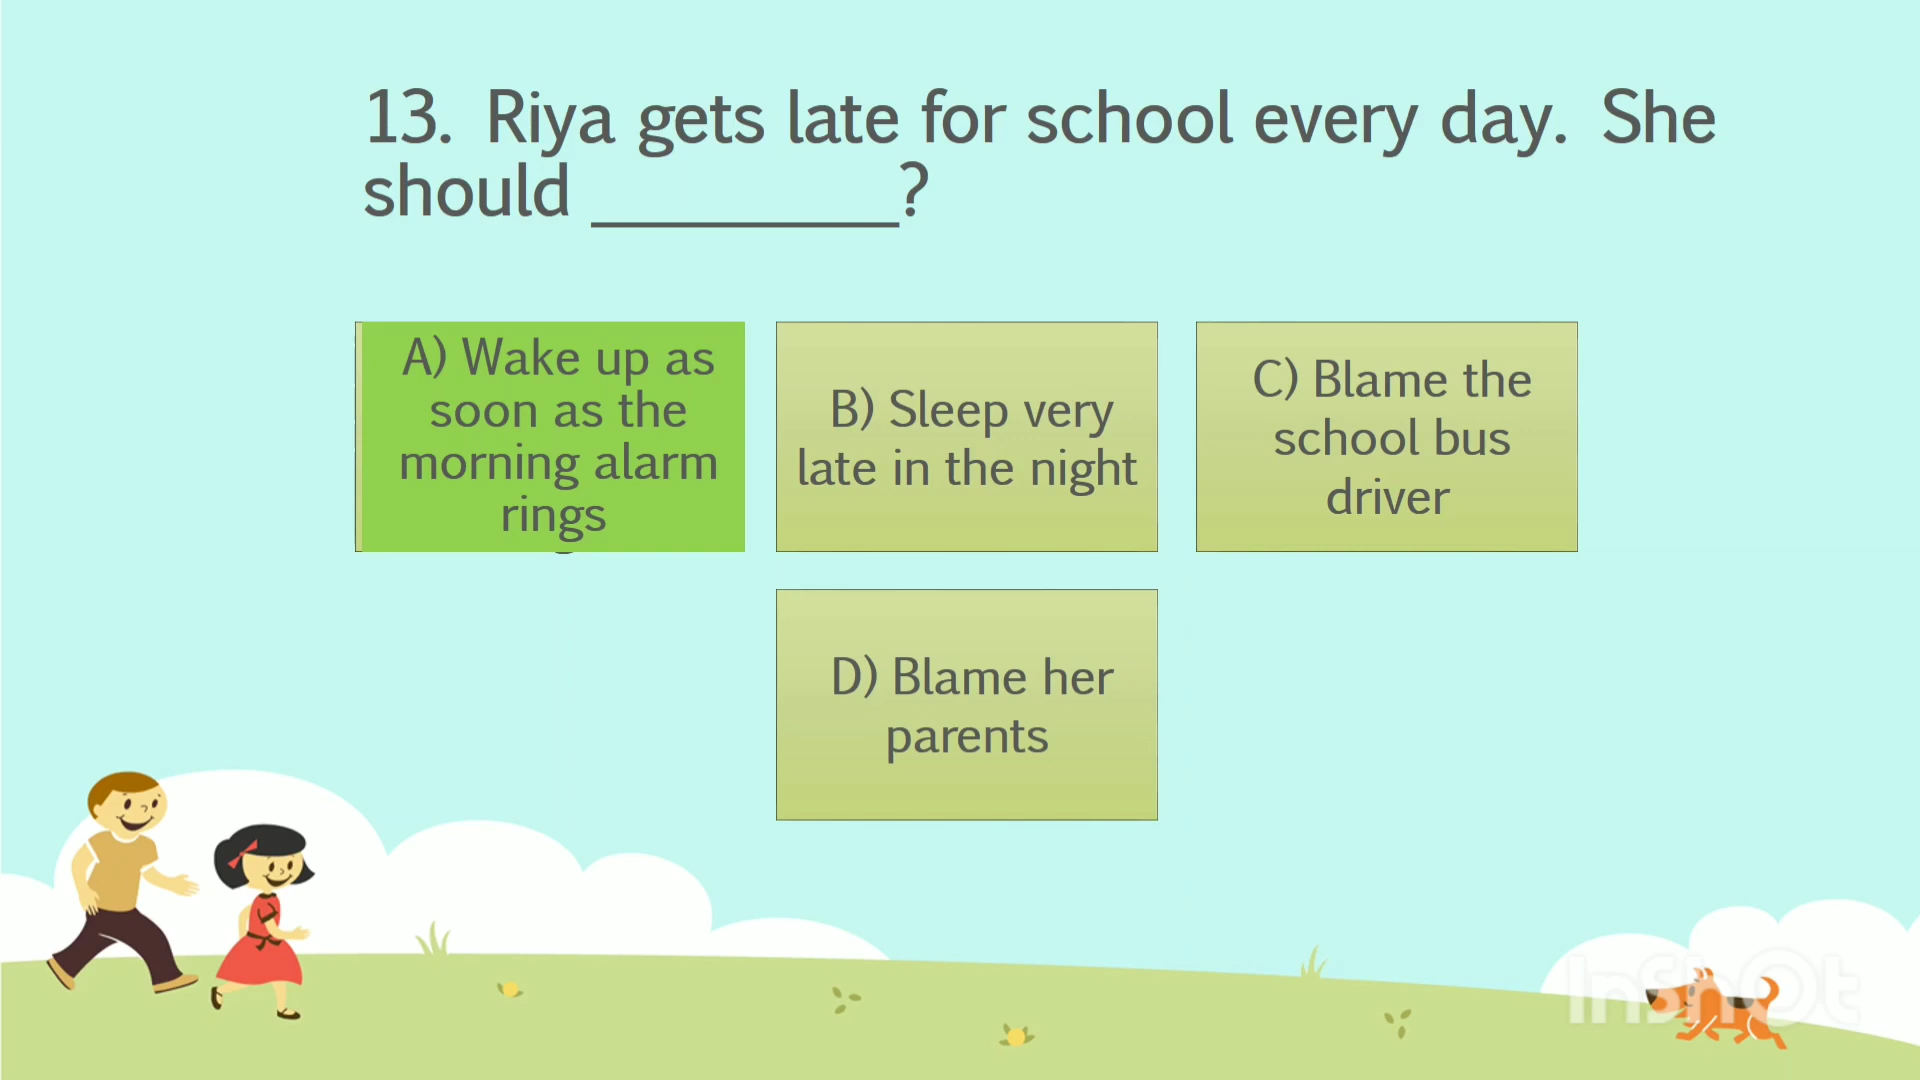 13. Riya gets late for school every day. She
should _________?
A) Wake up as
soon as the
morning alarm
rings
B) Sleep very
late in the night
C) Blame the
school bus
driver
D) Blame her
parents
InShOt